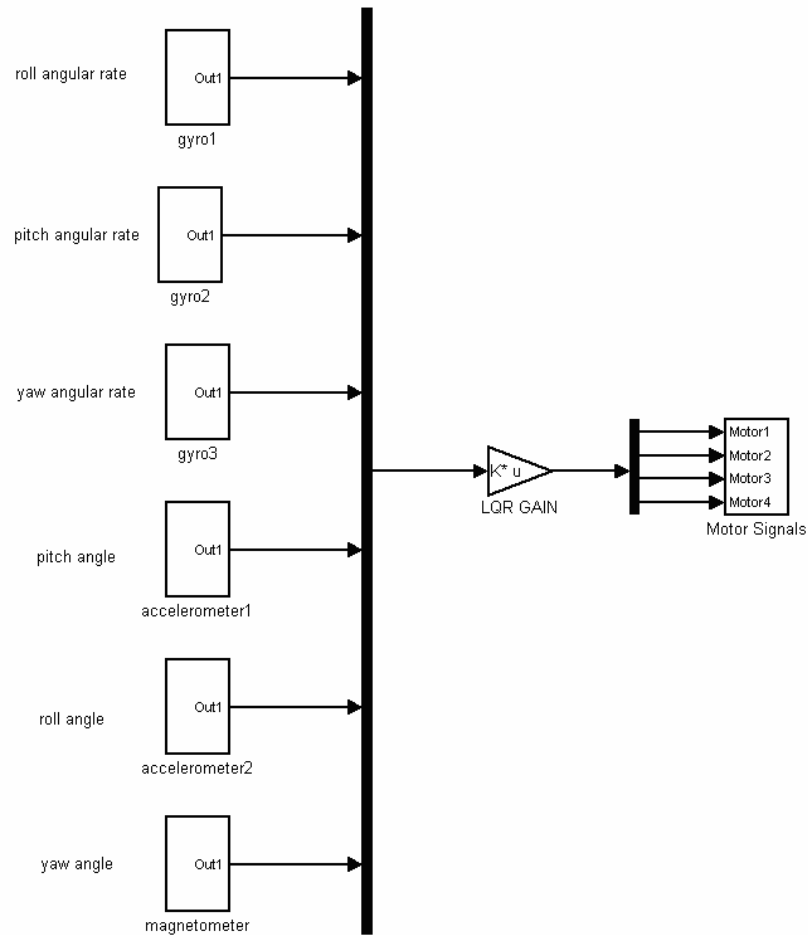 roll angular rate
Out1
gyro1
pitch angular rate
Out1
gyro2
yaw angular rate
Out1
gyro3
pitch angle
Out1
accelerometer1
roll angle
Out1
accelerometer2
yaw angle
Out1
magnetometer
K* u
LQR GAIN
Motor1
Motor2
Motor3
Motor4
Motor Signals